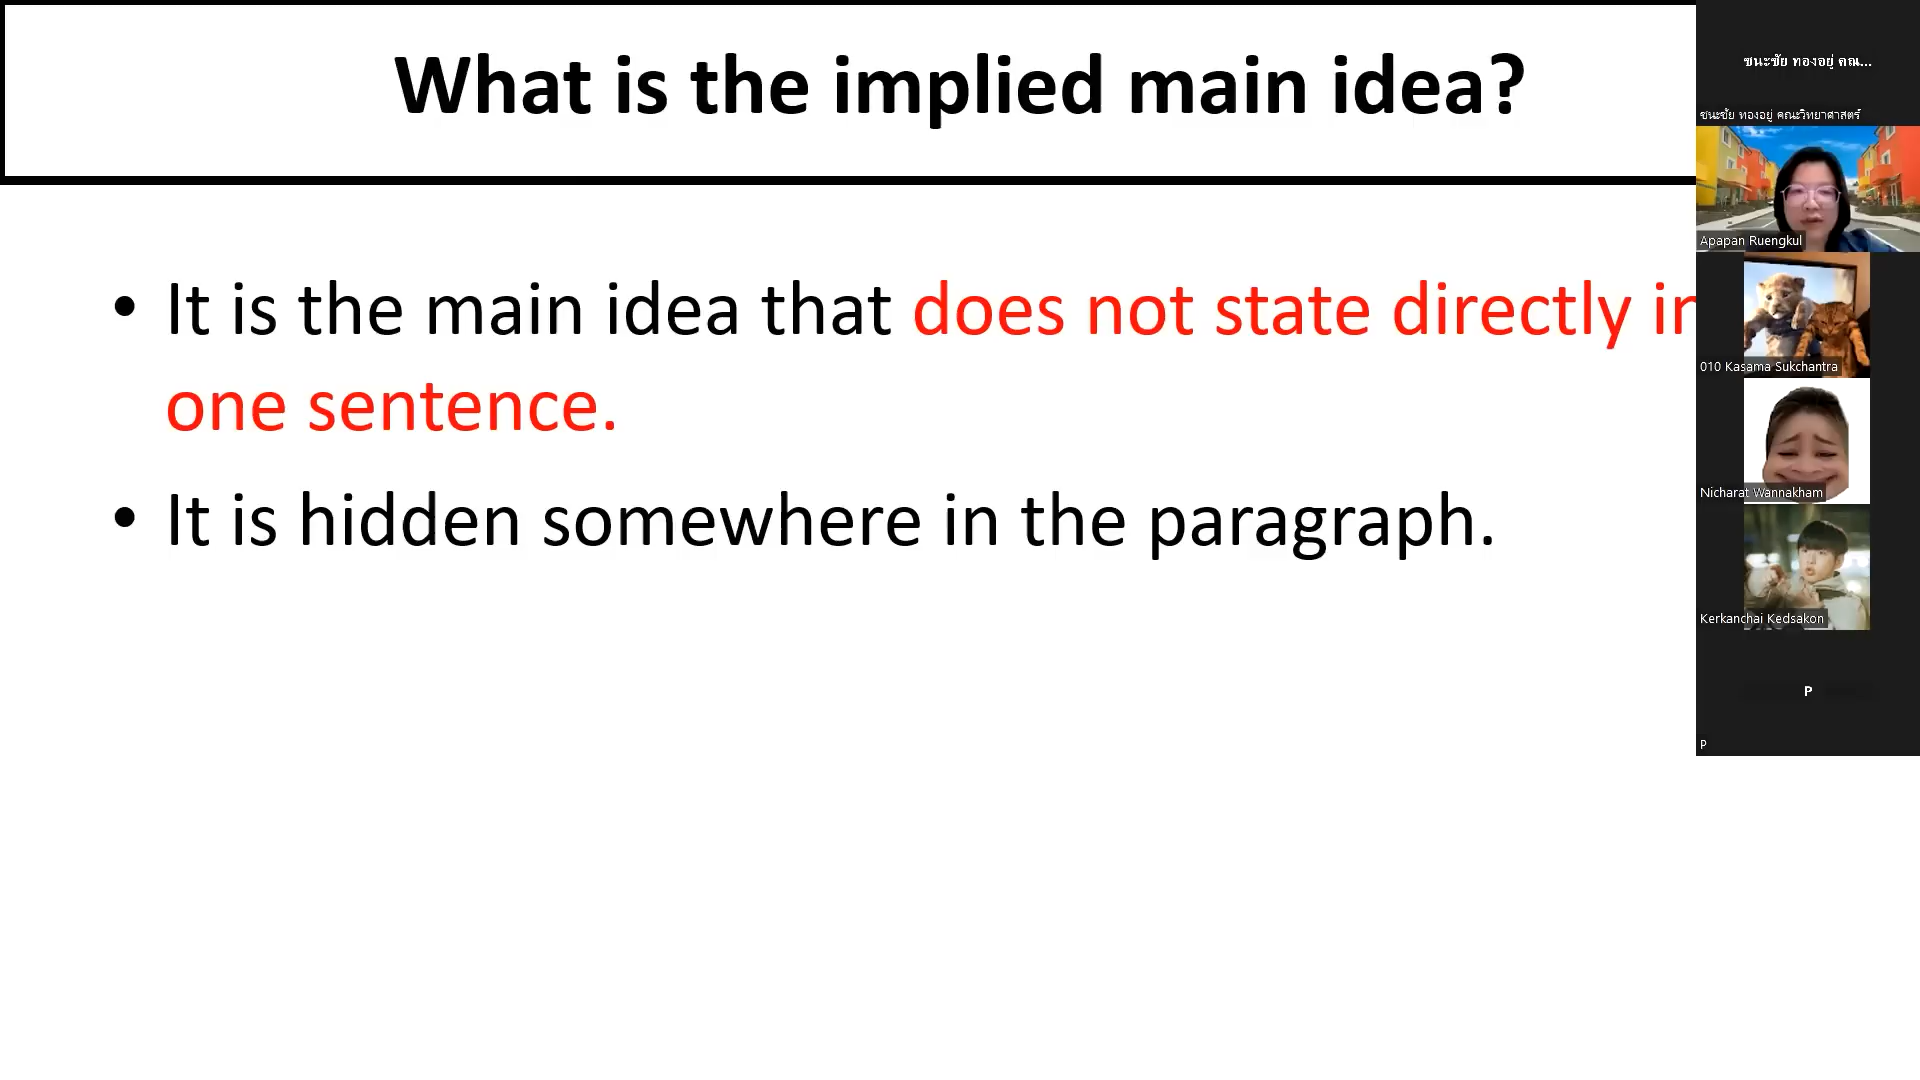 What is the implied main idea?
• It is the main idea that does not state directly in
one sentence.
• It is hidden somewhere in the paragraph.
ชนะชัย ทองอยู่ คณ...
ชนะชัย ทองอยู่ คณะวิทยาศาสตร์
Apapan Ruengkul
010 Kasama Sukchantra
Nicharat Wannakham
Kerkanchai Kedsakon
P
P